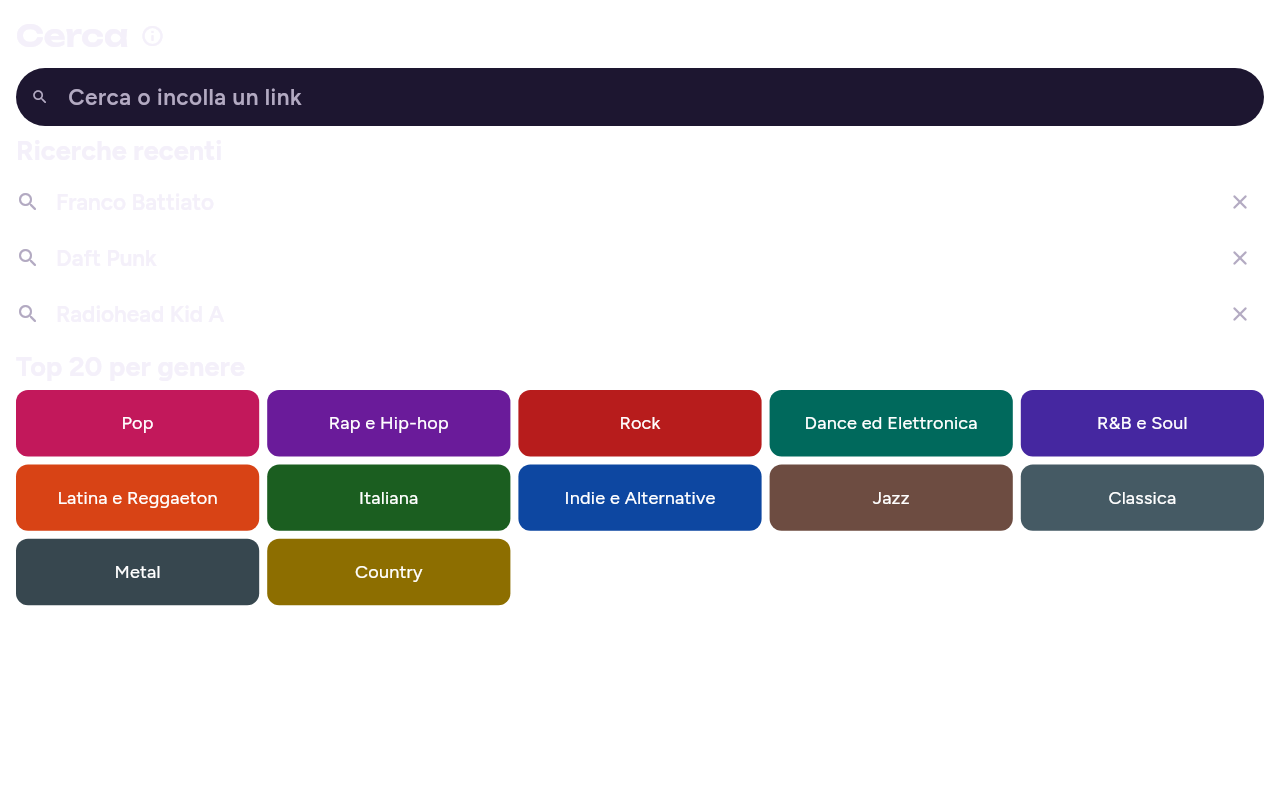 Cerca
Cerca o incolla un link
Ricerche recenti
Franco Battiato
Daft Punk
Radiohead Kid A
Top 20 per genere
Pop
Rap e Hip-hop
Rock
Dance ed Elettronica
R&B e Soul
Latina e Reggaeton
Italiana
Indie e Alternative
Jazz
Classica
Metal
Country